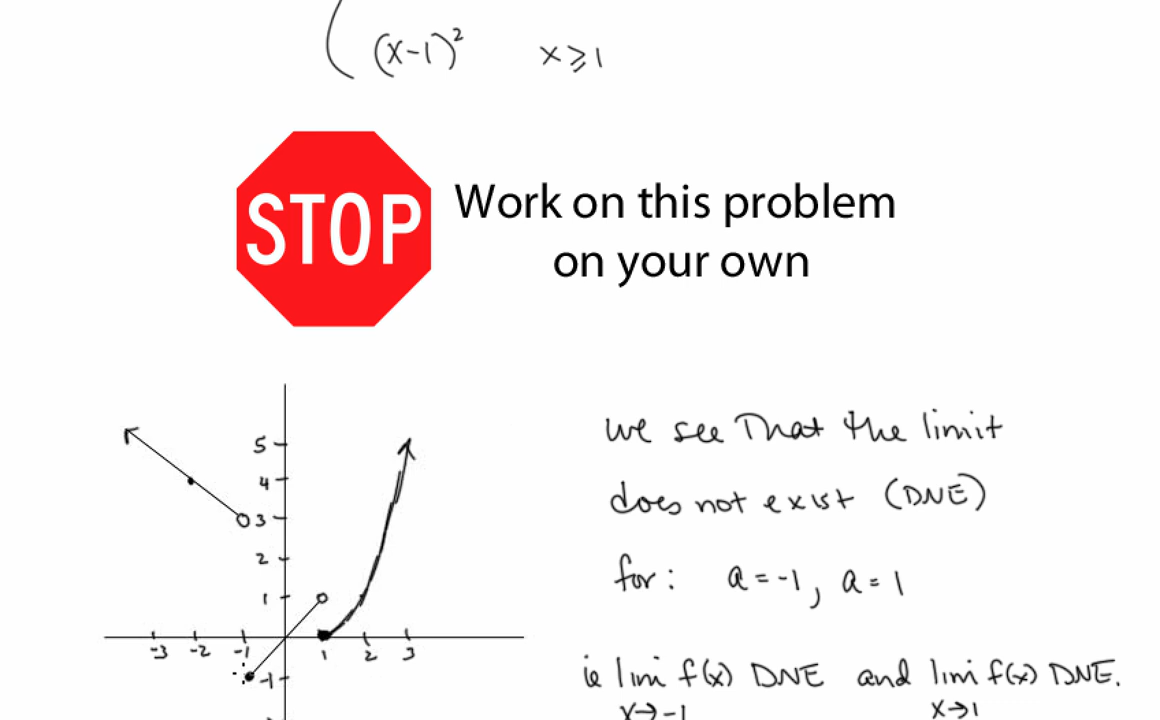 (x-1)² x≥1
STOP
Work on this problem
on your own
we see That the limit
does not exist (DNE)
for: a=-1, a=1
5
4
3
2
1
-3 -2 -1 1 2 3
-1
ie lim f(x) DNE and lim f(x) DNE.
x→-1 x→1